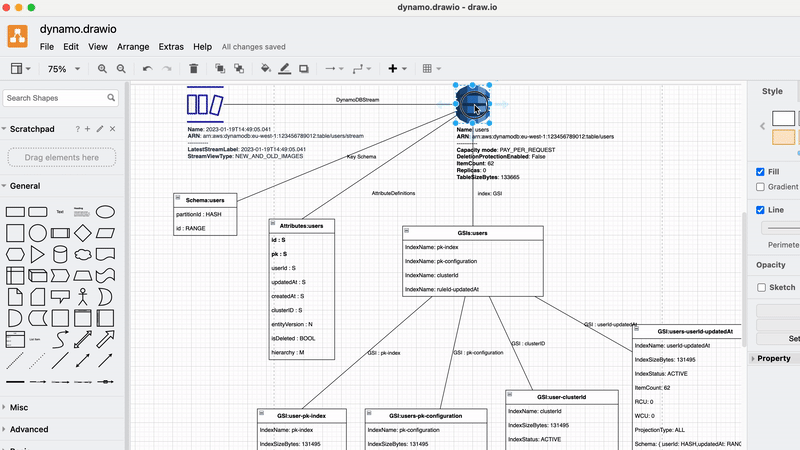 dynamo.drawio - draw.io
dynamo.drawio
File Edit View Arrange Extras Help All changes saved
75%
Search Shapes
Scratchpad
Drag elements here
General
Text
Heading
Misc
Advanced
DynamoDBStream
Name: 2023-01-19T14:49:05.041
ARN: arn:aws:dynamodb:eu-west-1:123456789012:table/users/stream
------------
LatestStreamLabel: 2023-01-19T14:49:05.041
StreamViewType: NEW_AND_OLD_IMAGES
Name: users
ARN: arn:aws:dynamodb:eu-west-1:123456789012:table/users
------------
Capacity mode: PAY_PER_REQUEST
DeletionProtectionEnabled: False
ItemCount: 62
Replicas: 0
TableSizeBytes: 133665
Key Schema
AttributeDefinitions
index: GSI
Schema:users
partitionId : HASH
id : RANGE
Attributes:users
id : S
pk : S
userId : S
updatedAt : S
createdAt : S
clusterID : S
entityVersion : N
isDeleted : BOOL
hierarchy : M
GSIs:users
IndexName: pk-index
IndexName: pk-configuration
IndexName: clusterId
IndexName: ruleId-updatedAt
GSI : pk-index
GSI : pk-configuration
GSI : clusterID
GSI : userId-updatedAt
GSI:user-pk-index
IndexName: pk-index
IndexSizeBytes: 131495
GSI:users-pk-configuration
IndexName: pk-configuration
IndexSizeBytes: 131495
GSI:user-clusterId
IndexName: clusterId
IndexSizeBytes: 131495
IndexStatus: ACTIVE
GSI:users-userId-updatedAt
IndexName: userId-updatedAt
IndexSizeBytes: 131495
IndexStatus: ACTIVE
ItemCount: 62
RCU: 0
WCU: 0
ProjectionType: ALL
Schema: { userId: HASH,updatedAt: RANG
Style
Fill
Gradient
Line
Perimete
Opacity
Sketch
Set
Property